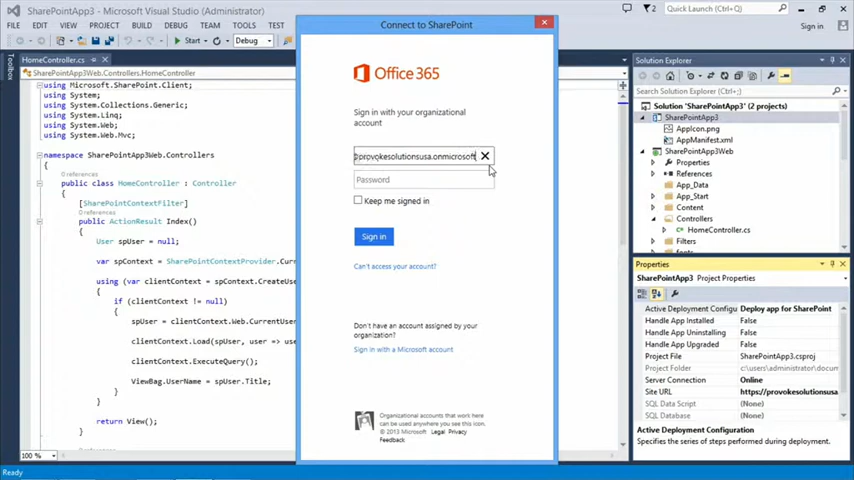 SharePointApp3 - Microsoft Visual Studio (Administrator)
Quick Launch (Ctrl+Q)
FILE EDIT VIEW PROJECT BUILD DEBUG TEAM TOOLS TEST
Sign in
Start
Debug
Toolbox
HomeController.cs
SharePointApp3Web.Controllers.HomeController
using Microsoft.SharePoint.Client;
using System;
using System.Collections.Generic;
using System.Linq;
using System.Web;
using System.Web.Mvc;
namespace SharePointApp3Web.Controllers
{
0 references
public class HomeController : Controller
{
[SharePointContextFilter]
0 references
public ActionResult Index()
{
User spUser = null;
var spContext = SharePointContextProvider.Curr
using (var clientContext = spContext.CreateUse
{
if (clientContext != null)
{
spUser = clientContext.Web.CurrentUser
clientContext.Load(spUser, user => use
clientContext.ExecuteQuery();
ViewBag.UserName = spUser.Title;
}
}
return View();
}
100 %
Ready
Connect to SharePoint
Office 365
Sign in with your organizational
account
@provokesolutionsusa.onmicrosoft
Password
Keep me signed in
Sign in
Can't access your account?
Don't have an account assigned by your
organization?
Sign in with a Microsoft account
Organizational accounts that work here
can be used anywhere you see this icon.
© 2013 Microsoft Legal Privacy
Feedback
Solution Explorer
Search Solution Explorer (Ctrl+;)
Solution 'SharePointApp3' (2 projects)
SharePointApp3
AppIcon.png
AppManifest.xml
SharePointApp3Web
Properties
References
App_Data
App_Start
Content
Controllers
HomeController.cs
Filters
Properties
SharePointApp3 Project Properties
Active Deployment Configu Deploy app for SharePoint
Handle App Installed False
Handle App Uninstalling False
Handle App Upgraded False
Project File SharePointApp3.csproj
Project Folder c:\users\administrator\docum
Server Connection Online
Site URL https://provokesolutionsusa.
SQL Data Script (None)
SQL Database (None)
Active Deployment Configuration
Specifies the series of steps performed during deployment.